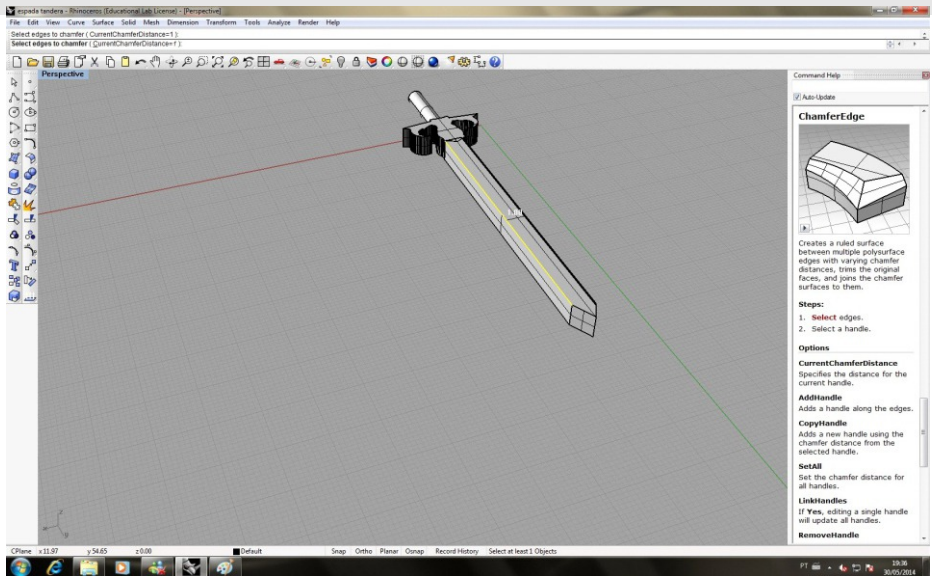 espada tandera - Rhinoceros (Educational Lab License) - [Perspective]
File Edit View Curve Surface Solid Mesh Dimension Transform Tools Analyze Render Help
Select edges to chamfer ( CurrentChamferDistance=1 ):
Select edges to chamfer ( CurrentChamferDistance=1 ):
Perspective
Command Help
Auto-Update
ChamferEdge
Creates a ruled surface
between multiple polysurface
edges with varying chamfer
distances, trims the original
faces, and joins the chamfer
surfaces to them.
Steps:
1. Select edges.
2. Select a handle.
Options
CurrentChamferDistance
Specifies the distance for the
current handle.
AddHandle
Adds a handle along the edges.
CopyHandle
Adds a new handle using the
chamfer distance from the
selected handle.
SetAll
Set the chamfer distance for
all handles.
LinkHandles
If Yes, editing a single handle
will update all handles.
RemoveHandle
z
x
y
CPlane x 11.97 y 54.65 z 0.00 Default Snap Ortho Planar Osnap Record History Select at least 1 Objects
PT 19:36
30/05/2014